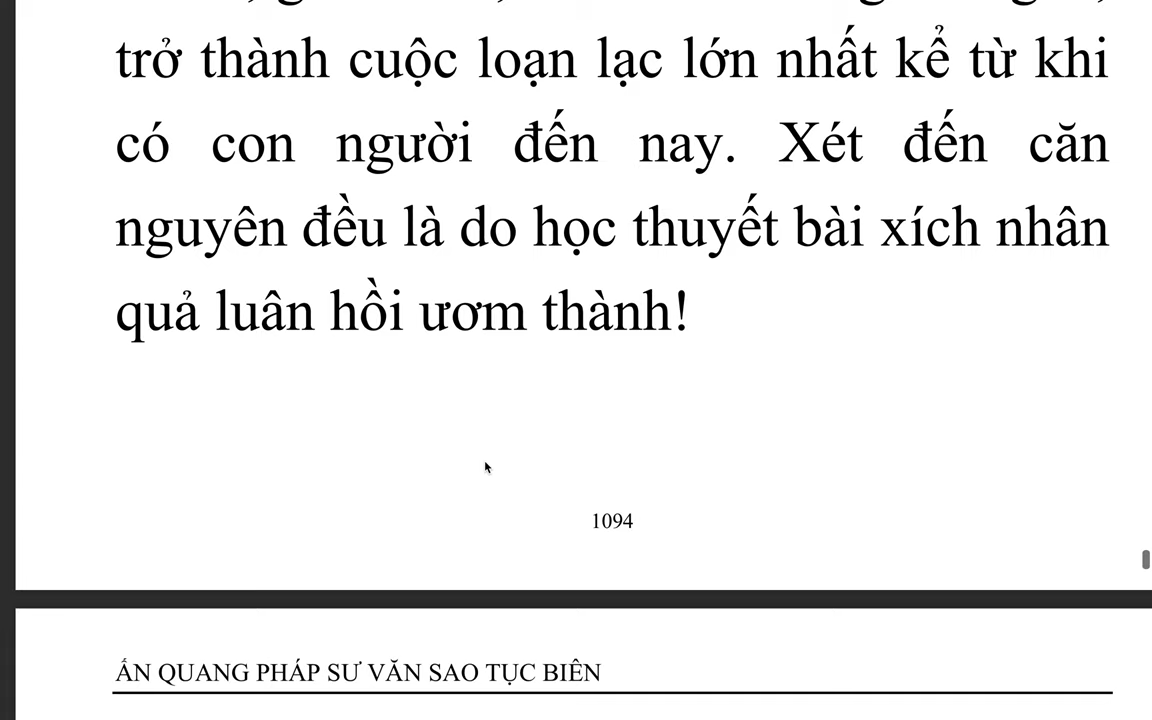 trở thành cuộc loạn lạc lớn nhất kể từ khi
có con người đến nay. Xét đến căn
nguyên đều là do học thuyết bài xích nhân
quả luân hồi ươm thành!
1094
ẤN QUANG PHÁP SƯ VĂN SAO TỤC BIÊN